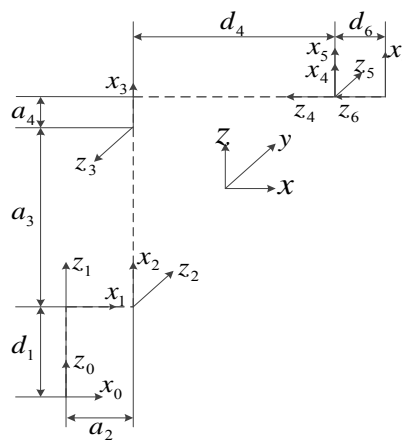 d₄ d₆
x₅ x
x₃ x₄ z₅
a₄ z₄ z₆
z₃ z y
x
a₃
z₁ x₂ z₂
x₁
d₁
z₀
x₀
a₂